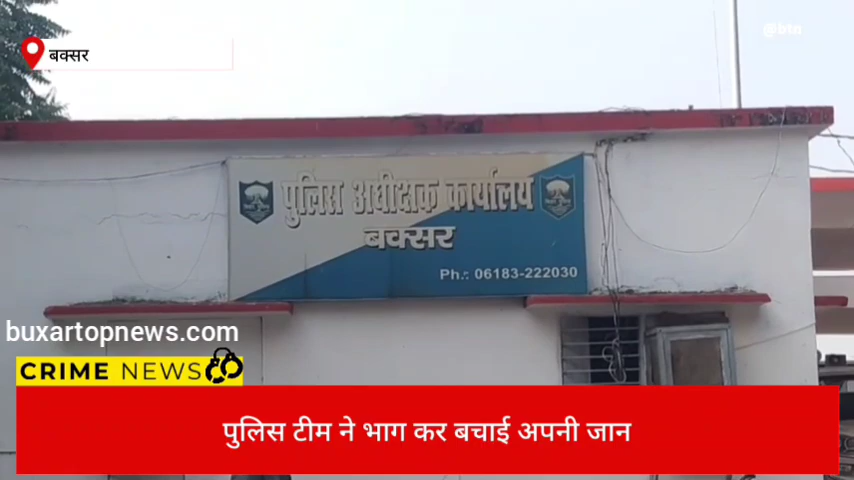 @btn
बक्सर
पुलिस अधीक्षक कार्यालय
बक्सर
Ph.: 06183-222030
buxartopnews.com
CRIME NEWS
पुलिस टीम ने भाग कर बचाई अपनी जान